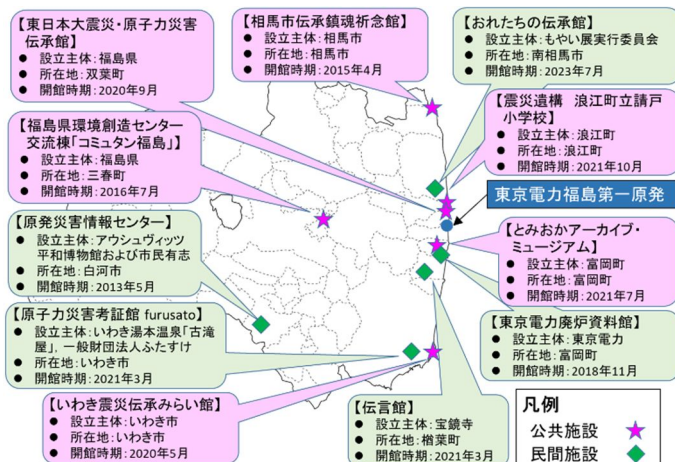 【東日本大震災・原子力災害
伝承館】
● 設立主体：福島県
● 所在地：双葉町
● 開館時期：2020年9月
【相馬市伝承鎮魂祈念館】
● 設立主体：相馬市
● 所在地：相馬市
● 開館時期：2015年4月
【おれたちの伝承館】
● 設立主体：もやい展実行委員会
● 所在地：南相馬市
● 開館時期：2023年7月
【福島県環境創造センター
交流棟「コミュタン福島」】
● 設立主体：福島県
● 所在地：三春町
● 開館時期：2016年7月
【震災遺構 浪江町立請戸
小学校】
● 設立主体：浪江町
● 所在地：浪江町
● 開館時期：2021年10月
東京電力福島第一原発
【原発災害情報センター】
● 設立主体：アウシュヴィッツ
平和博物館および市民有志
● 所在地：白河市
● 開館時期：2013年5月
【とみおかアーカイブ・
ミュージアム】
● 設立主体：富岡町
● 所在地：富岡町
● 開館時期：2021年7月
【原子力災害考証館 furusato】
● 設立主体：いわき湯本温泉「古滝
屋」、一般財団法人ふたすけ
● 所在地：いわき市
● 開館時期：2021年3月
【東京電力廃炉資料館】
● 設立主体：東京電力
● 所在地：富岡町
● 開館時期：2018年11月
【いわき震災伝承みらい館】
● 設立主体：いわき市
● 所在地：いわき市
● 開館時期：2020年5月
【伝言館】
● 設立主体：宝鏡寺
● 所在地：楢葉町
● 開館時期：2021年3月
凡例
公共施設
民間施設